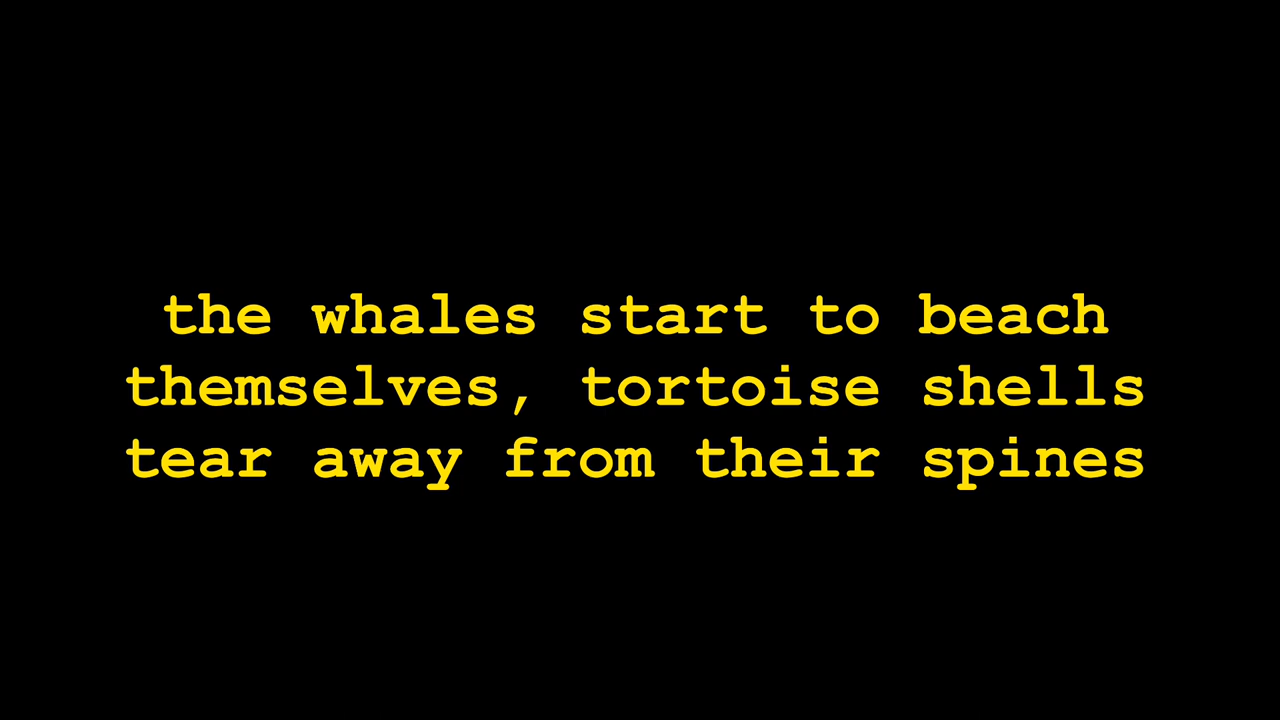 the whales start to beach
themselves, tortoise shells
tear away from their spines